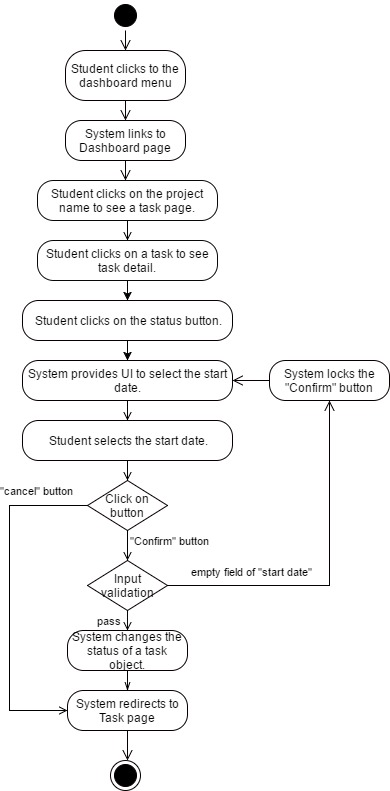 Student clicks to the
dashboard menu
System links to
Dashboard page
Student clicks on the project
name to see a task page.
Student clicks on a task to see
task detail.
Student clicks on the status button.
System provides UI to select the start
date.
System locks the
"Confirm" button
Student selects the start date.
"cancel" button
Click on
button
"Confirm" button
empty field of "start date"
Input
validation
pass
System changes the
status of a task
object.
System redirects to
Task page